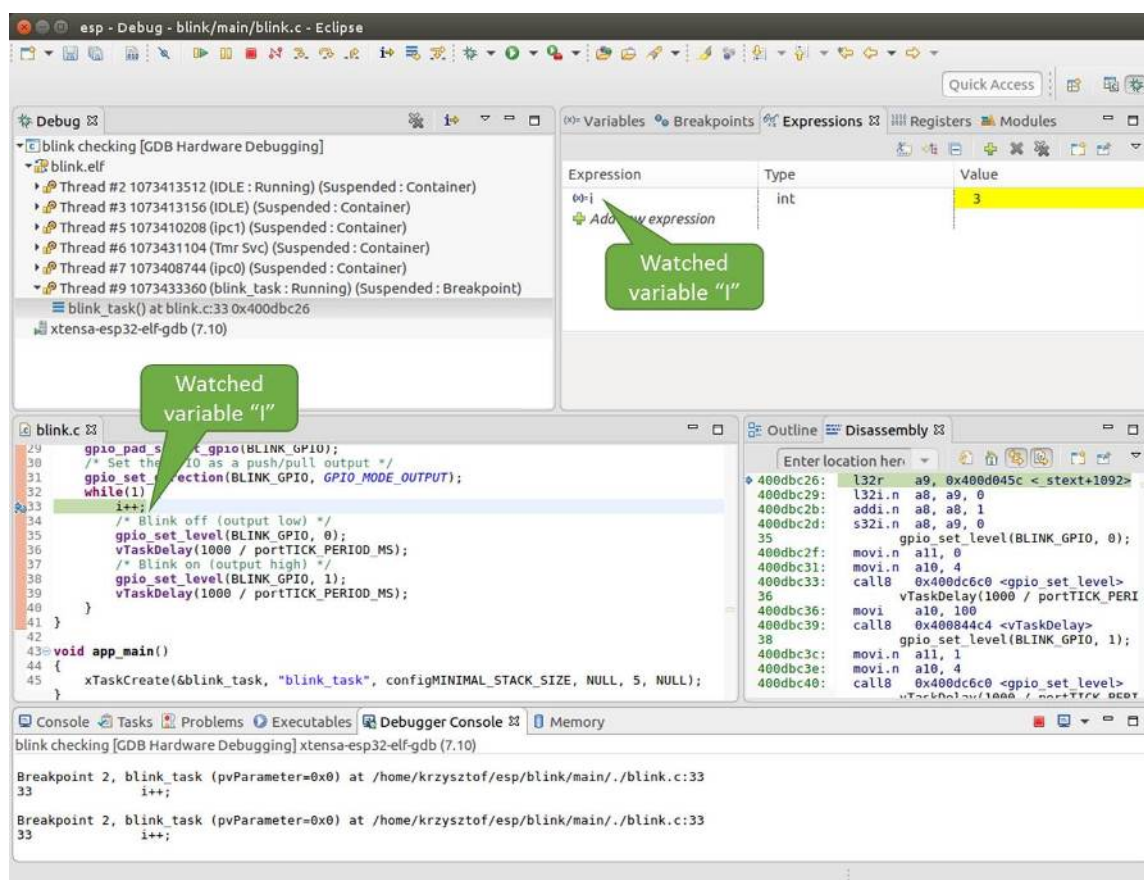 esp - Debug - blink/main/blink.c - Eclipse
Quick Access
Debug
blink checking [GDB Hardware Debugging]
blink.elf
Thread #2 1073413512 (IDLE : Running) (Suspended : Container)
Thread #3 1073413156 (IDLE) (Suspended : Container)
Thread #5 1073410208 (ipc1) (Suspended : Container)
Thread #6 1073431104 (Tmr Svc) (Suspended : Container)
Thread #7 1073408744 (ipc0) (Suspended : Container)
Thread #9 1073433360 (blink_task : Running) (Suspended : Breakpoint)
blink_task() at blink.c:33 0x400dbc26
xtensa-esp32-elf-gdb (7.10)
Watched
variable “I”
(x)= Variables Breakpoints Expressions Registers Modules
Expression Type Value
(x)= i int 3
Add expression
Watched
variable “I”
blink.c
29 gpio_pad_s gpio(BLINK_GPIO);
30 /* Set the as a push/pull output */
31 gpio_set_ (BLINK_GPIO, GPIO_MODE_OUTPUT);
32 while(1)
33 i++;
34 /* Blink off (output low) */
35 gpio_set_level(BLINK_GPIO, 0);
36 vTaskDelay(1000 / portTICK_PERIOD_MS);
37 /* Blink on (output high) */
38 gpio_set_level(BLINK_GPIO, 1);
39 vTaskDelay(1000 / portTICK_PERIOD_MS);
40 }
41 }
42
43 void app_main()
44 {
45 xTaskCreate(&blink_task, "blink_task", configMINIMAL_STACK_SIZE, NULL, 5, NULL);
}
Outline Disassembly
Enter location her
400dbc26: l32r a9, 0x400d045c <_stext+1092>
400dbc29: l32i.n a8, a9, 0
400dbc2b: addi.n a8, a8, 1
400dbc2d: s32i.n a8, a9, 0
35 gpio_set_level(BLINK_GPIO, 0);
400dbc2f: movi.n a11, 0
400dbc31: movi.n a10, 4
400dbc33: call8 0x400dc6c0 <gpio_set_level>
36 vTaskDelay(1000 / portTICK_PERI
400dbc36: movi a10, 100
400dbc39: call8 0x400844c4 <vTaskDelay>
38 gpio_set_level(BLINK_GPIO, 1);
400dbc3c: movi.n a11, 1
400dbc3e: movi.n a10, 4
400dbc40: call8 0x400dc6c0 <gpio_set_level>
vTaskDelay(1000 / portTICK_PERI
Console Tasks Problems Executables Debugger Console Memory
blink checking [GDB Hardware Debugging] xtensa-esp32-elf-gdb (7.10)
Breakpoint 2, blink_task (pvParameter=0x0) at /home/krzysztof/esp/blink/main/./blink.c:33
33 i++;
Breakpoint 2, blink_task (pvParameter=0x0) at /home/krzysztof/esp/blink/main/./blink.c:33
33 i++;